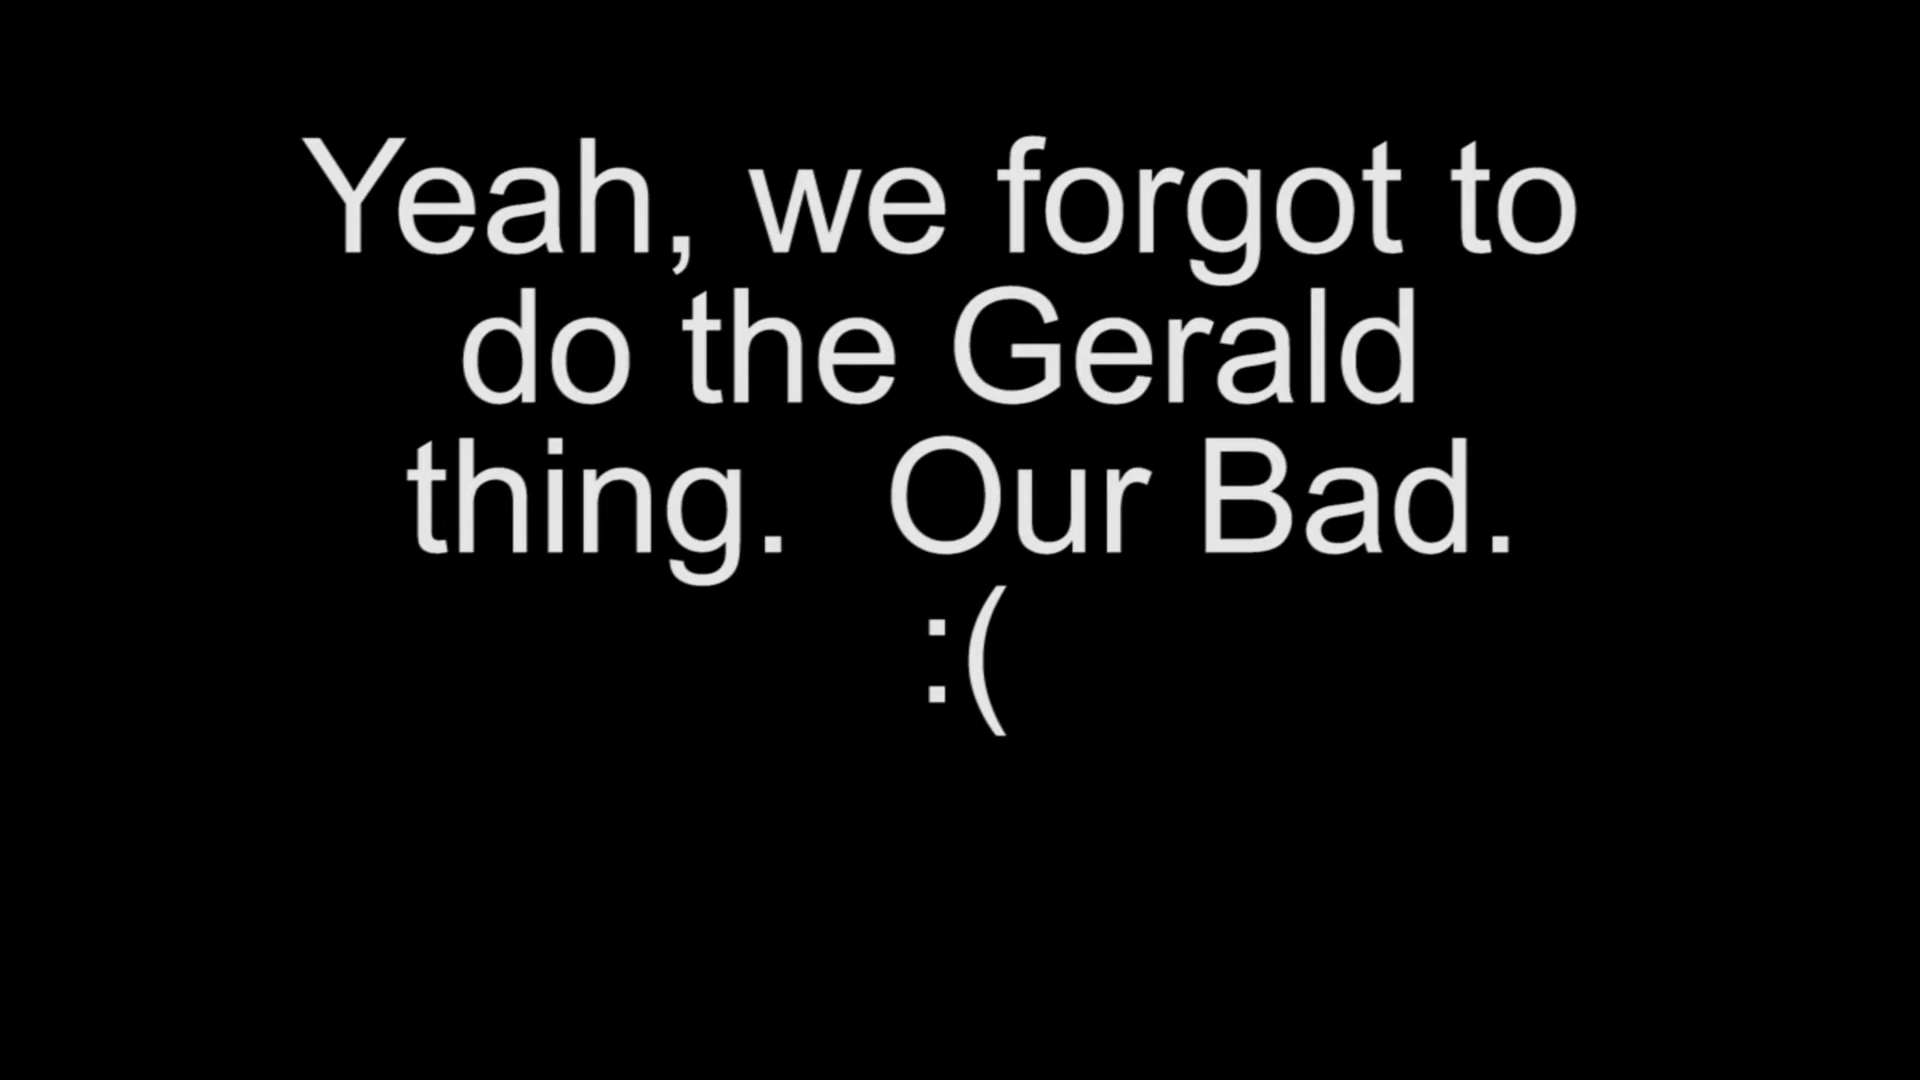 Yeah, we forgot to
do the Gerald
thing.  Our Bad.
:(